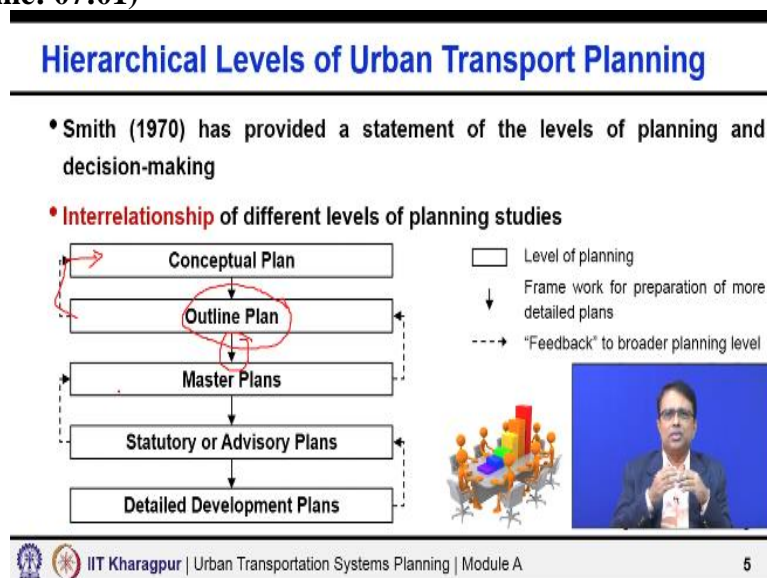 Hierarchical Levels of Urban Transport Planning
• Smith (1970) has provided a statement of the levels of planning and
decision-making
• Interrelationship of different levels of planning studies
Conceptual Plan
Outline Plan
Master Plans
Statutory or Advisory Plans
Detailed Development Plans
Level of planning
Frame work for preparation of more
detailed plans
"Feedback" to broader planning level
IIT Kharagpur | Urban Transportation Systems Planning | Module A
5